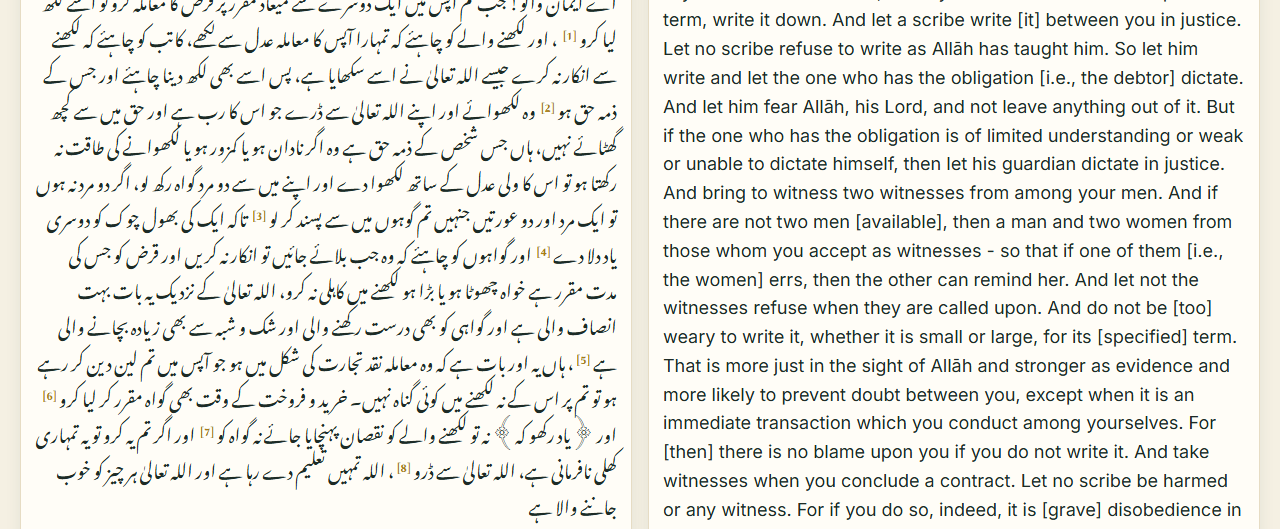 اے ایمان والو! جب تم آپس میں ایک دوسرے سے میعاد مقرر پر قرض کا معاملہ کرو تو اسے لکھ
لیا کرو [1] ، اور لکھنے والے کو چاہئے کہ تمہارا آپس کا معاملہ عدل سے لکھے، کاتب کو چاہئے کہ لکھنے
سے انکار نہ کرے جیسے اللہ تعالیٰ نے اسے سکھایا ہے، پس اسے بھی لکھ دینا چاہئے اور جس کے
ذمہ حق ہو [2] وه لکھوائے اور اپنے اللہ تعالیٰ سے ڈرے جو اس کا رب ہے اور حق میں سے کچھ
گھٹائے نہیں، ہاں جس شخص کے ذمہ حق ہے وه اگر نادان ہو یا کمزور ہو یا لکھوانے کی طاقت نہ
رکھتا ہو تو اس کا ولی عدل کے ساتھ لکھوا دے اور اپنے میں سے دو مرد گواه رکھ لو، اگر دو مرد نہ ہوں
تو ایک مرد اور دو عورتیں جنہیں تم گوہوں میں سے پسند کر لو [3] تاکہ ایک کی بھول چوک کو دوسری
یاد دلا دے [4] اور گواہوں کو چاہئے کہ وه جب بلائے جائیں تو انکار نہ کریں اور قرض کو جس کی
مدت مقرر ہے خواه چھوٹا ہو یا بڑا ہو لکھنے میں کاہلی نہ کرو، اللہ تعالیٰ کے نزدیک یہ بات بہت
انصاف والی ہے اور گواہی کو بھی درست رکھنے والی اور شک و شبہ سے بھی زیاده بچانے والی
ہے [5] ، ہاں یہ اور بات ہے کہ وه معاملہ نقد تجارت کی شکل میں ہو جو آپس میں تم لین دین کر رہے
ہو تو تم پر اس کے نہ لکھنے میں کوئی گناه نہیں۔ خرید و فروخت کے وقت بھی گواه مقرر کر لیا کرو [6]
اور ﴿ یاد رکھو کہ ﴾ نہ تو لکھنے والے کو نقصان پہنچایا جائے نہ گواه کو [7] اور اگر تم یہ کرو تو یہ تمہاری
کھلی نافرمانی ہے، اللہ تعالیٰ سے ڈرو [8] ، اللہ تمہیں تعلیم دے رہا ہے اور اللہ تعالیٰ ہر چیز کو خوب
جاننے والا ہے
term, write it down. And let a scribe write [it] between you in justice.
Let no scribe refuse to write as Allāh has taught him. So let him
write and let the one who has the obligation [i.e., the debtor] dictate.
And let him fear Allāh, his Lord, and not leave anything out of it. But
if the one who has the obligation is of limited understanding or weak
or unable to dictate himself, then let his guardian dictate in justice.
And bring to witness two witnesses from among your men. And if
there are not two men [available], then a man and two women from
those whom you accept as witnesses - so that if one of them [i.e.,
the women] errs, then the other can remind her. And let not the
witnesses refuse when they are called upon. And do not be [too]
weary to write it, whether it is small or large, for its [specified] term.
That is more just in the sight of Allāh and stronger as evidence and
more likely to prevent doubt between you, except when it is an
immediate transaction which you conduct among yourselves. For
[then] there is no blame upon you if you do not write it. And take
witnesses when you conclude a contract. Let no scribe be harmed
or any witness. For if you do so, indeed, it is [grave] disobedience in